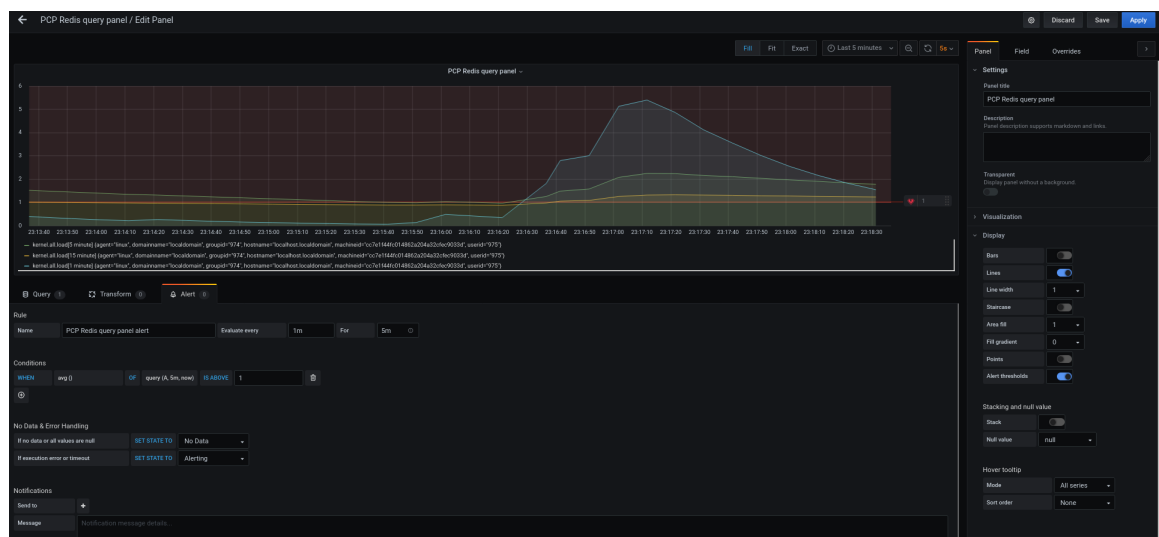 PCP Redis query panel / Edit Panel
Discard Save Apply
Fill Fit Exact Last 5 minutes 5s
Panel Field Overrides
PCP Redis query panel
6
5
4
3
2
1
0
1
23:13:40 23:13:50 23:14:00 23:14:10 23:14:20 23:14:30 23:14:40 23:14:50 23:15:00 23:15:10 23:15:20 23:15:30 23:15:40 23:15:50 23:16:00 23:16:10 23:16:20 23:16:30 23:16:40 23:16:50 23:17:00 23:17:10 23:17:20 23:17:30 23:17:40 23:17:50 23:18:00 23:18:10 23:18:20 23:18:30
kernel.all.load[5 minute] {agent="linux", domainname="localdomain", groupid="974", hostname="localhost.localdomain", userid="975"}
kernel.all.load[15 minute] {agent="linux", domainname="localdomain", groupid="974", hostname="localhost.localdomain", userid="975"}
kernel.all.load[1 minute] {agent="linux", domainname="localdomain", groupid="974", hostname="localhost.localdomain", userid="975"}
Query 1 Transform 0 Alert 0
Rule
Name PCP Redis query panel alert Evaluate every 1m For 5m
Conditions
WHEN avg () OF query (A, 5m, now) IS ABOVE 1
No Data & Error Handling
If no data or all values are null SET STATE TO No Data
If execution error or timeout SET STATE TO Alerting
Notifications
Send to
Message Notification message details...
Settings
Panel title
PCP Redis query panel
Description
Panel description supports markdown and links.
Transparent
Display panel without a background.
Visualization
Display
Bars
Lines
Line width 1
Staircase
Area fill 1
Fill gradient 0
Points
Alert thresholds
Stacking and null value
Stack
Null value null
Hover tooltip
Mode All series
Sort order None